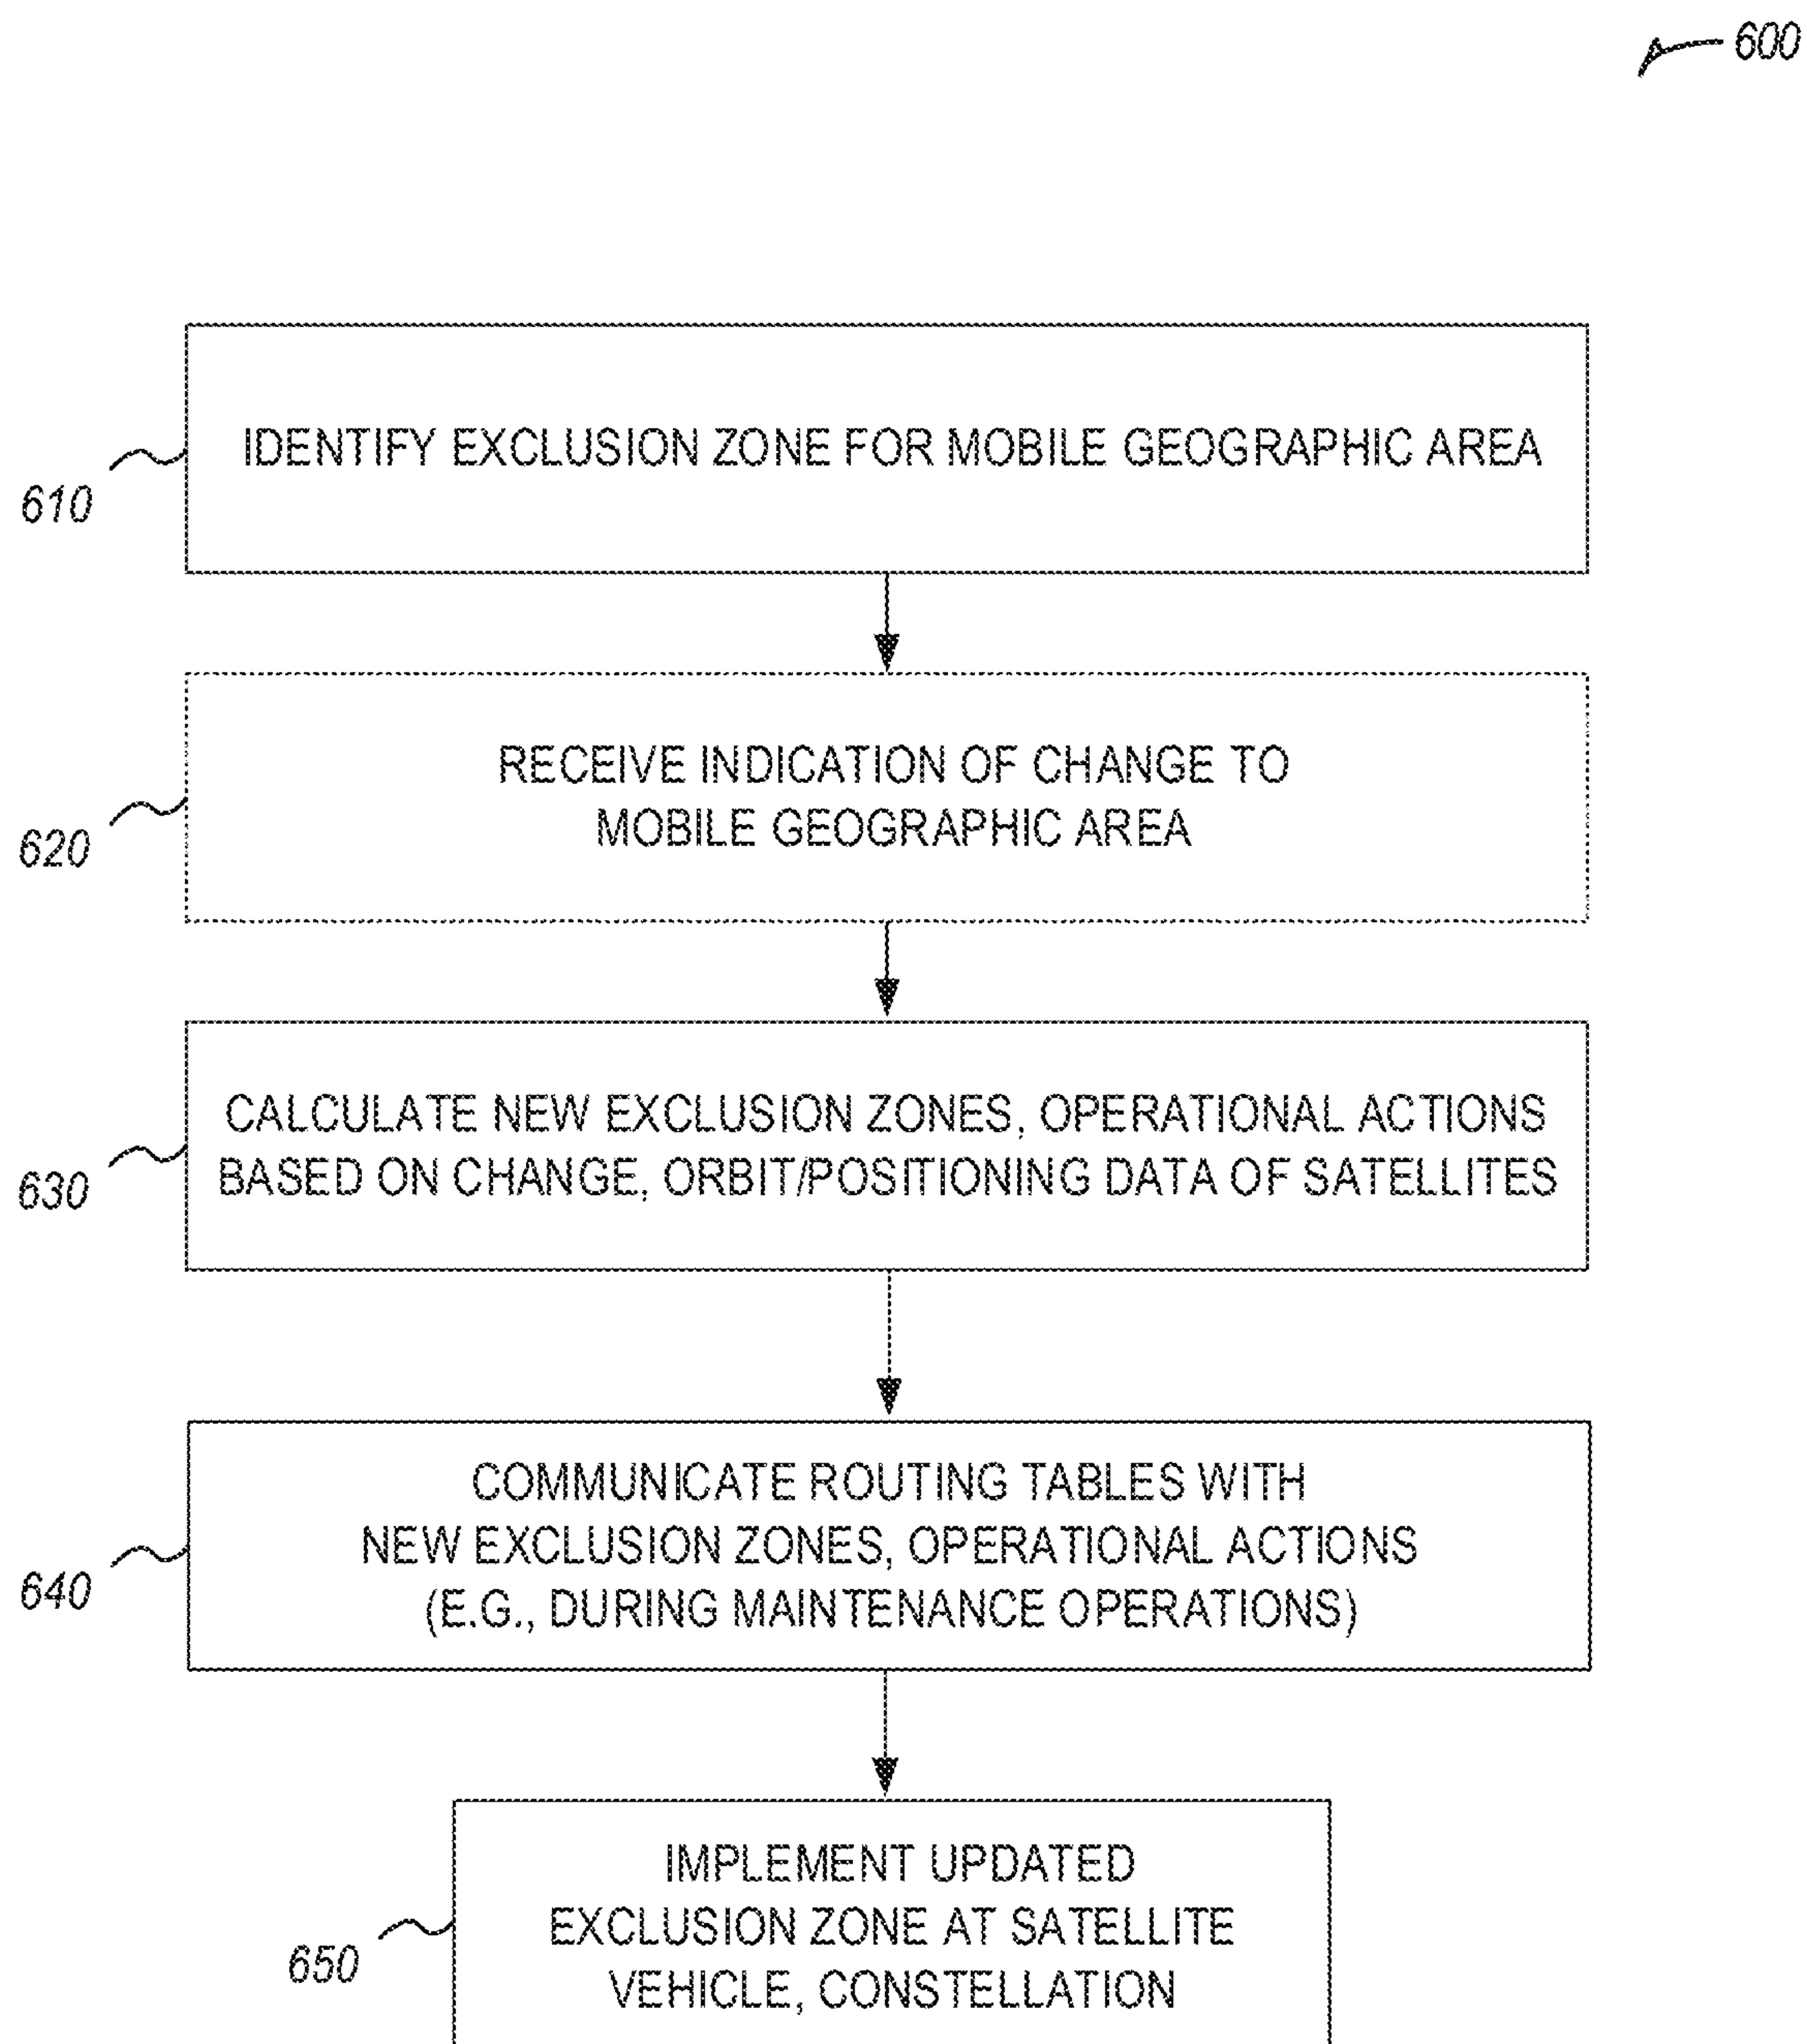 600
IDENTIFY EXCLUSION ZONE FOR MOBILE GEOGRAPHIC AREA
610
RECEIVE INDICATION OF CHANGE TO
MOBILE GEOGRAPHIC AREA
620
CALCULATE NEW EXCLUSION ZONES, OPERATIONAL ACTIONS
BASED ON CHANGE, ORBIT/POSITIONING DATA OF SATELLITES
630
COMMUNICATE ROUTING TABLES WITH
NEW EXCLUSION ZONES, OPERATIONAL ACTIONS
(E.G., DURING MAINTENANCE OPERATIONS)
640
IMPLEMENT UPDATED
EXCLUSION ZONE AT SATELLITE
VEHICLE, CONSTELLATION
650